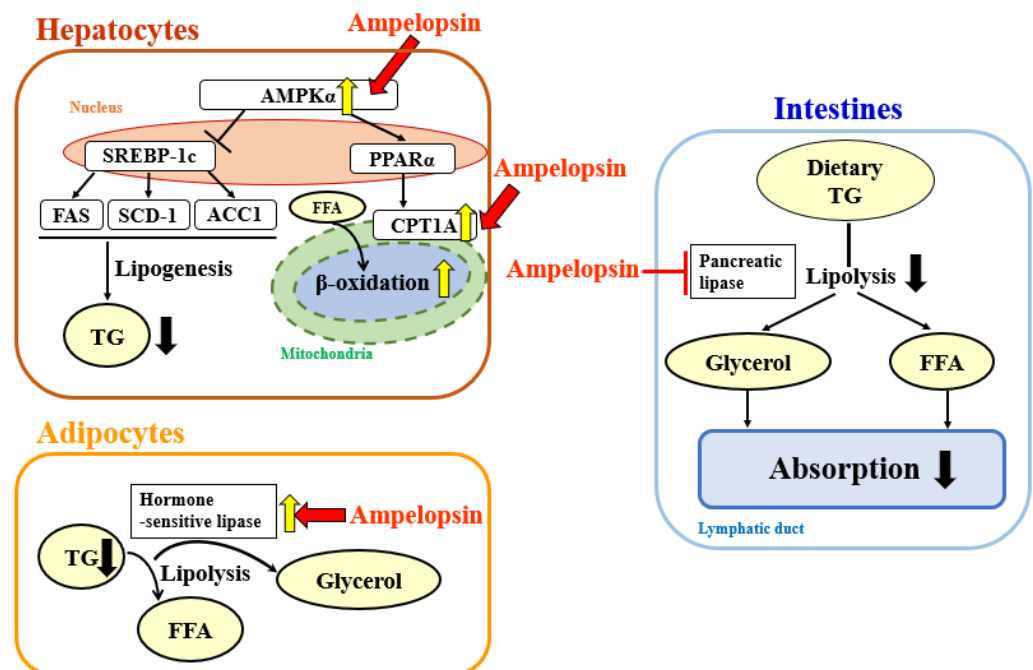 Hepatocytes
Ampelopsin
AMPKα
Nucleus
SREBP-1c
PPARα
Ampelopsin
FAS
SCD-1
ACC1
FFA
CPT1A
Lipogenesis
β-oxidation
TG
Mitochondria
Adipocytes
Hormone
-sensitive lipase
Ampelopsin
TG
Lipolysis
Glycerol
FFA
Intestines
Dietary
TG
Ampelopsin
Pancreatic
lipase
Lipolysis
Glycerol
FFA
Absorption
Lymphatic duct